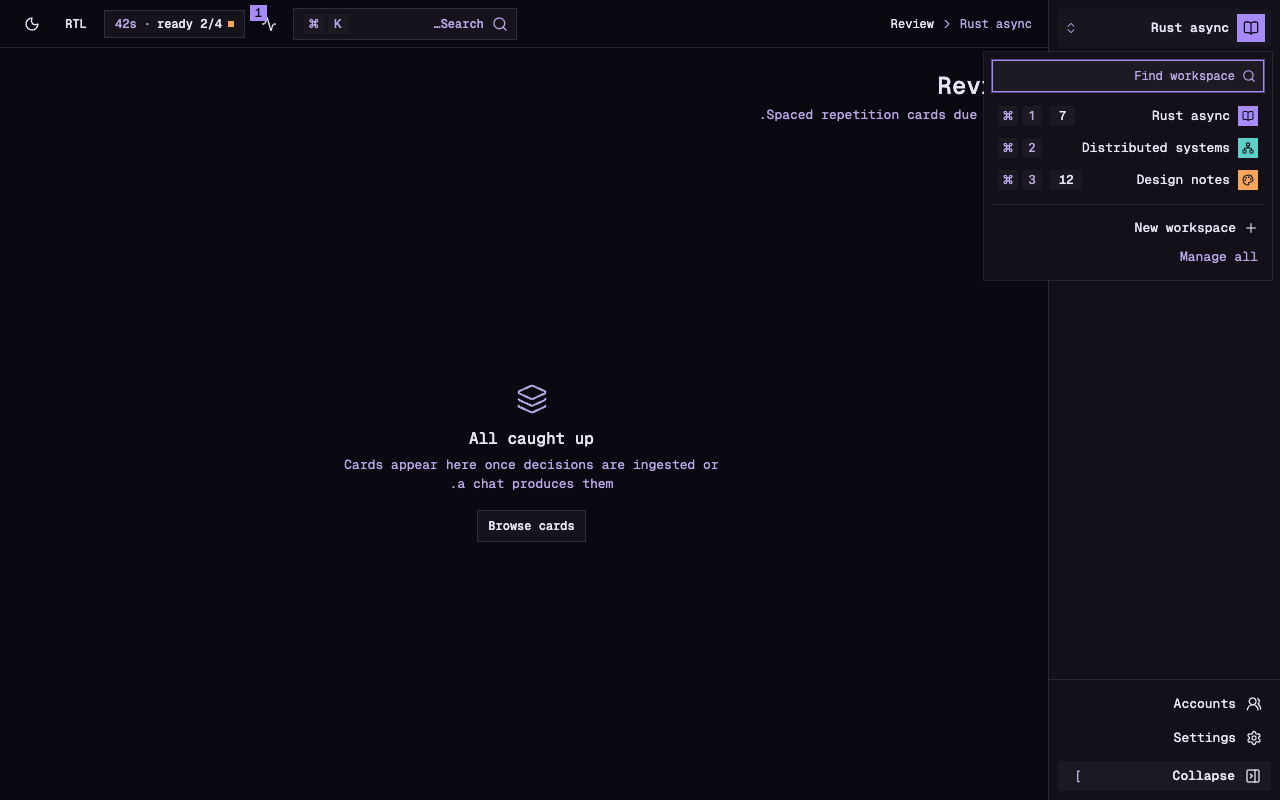 RTL
42s · ready 2/4
1
⌘ K
…Search
Review > Rust async
Rust async
.Spaced repetition cards due
Find workspace
⌘ 1 7 Rust async
⌘ 2 Distributed systems
⌘ 3 12 Design notes
New workspace
Manage all
All caught up
Cards appear here once decisions are ingested or
.a chat produces them
Browse cards
Accounts
Settings
[ Collapse